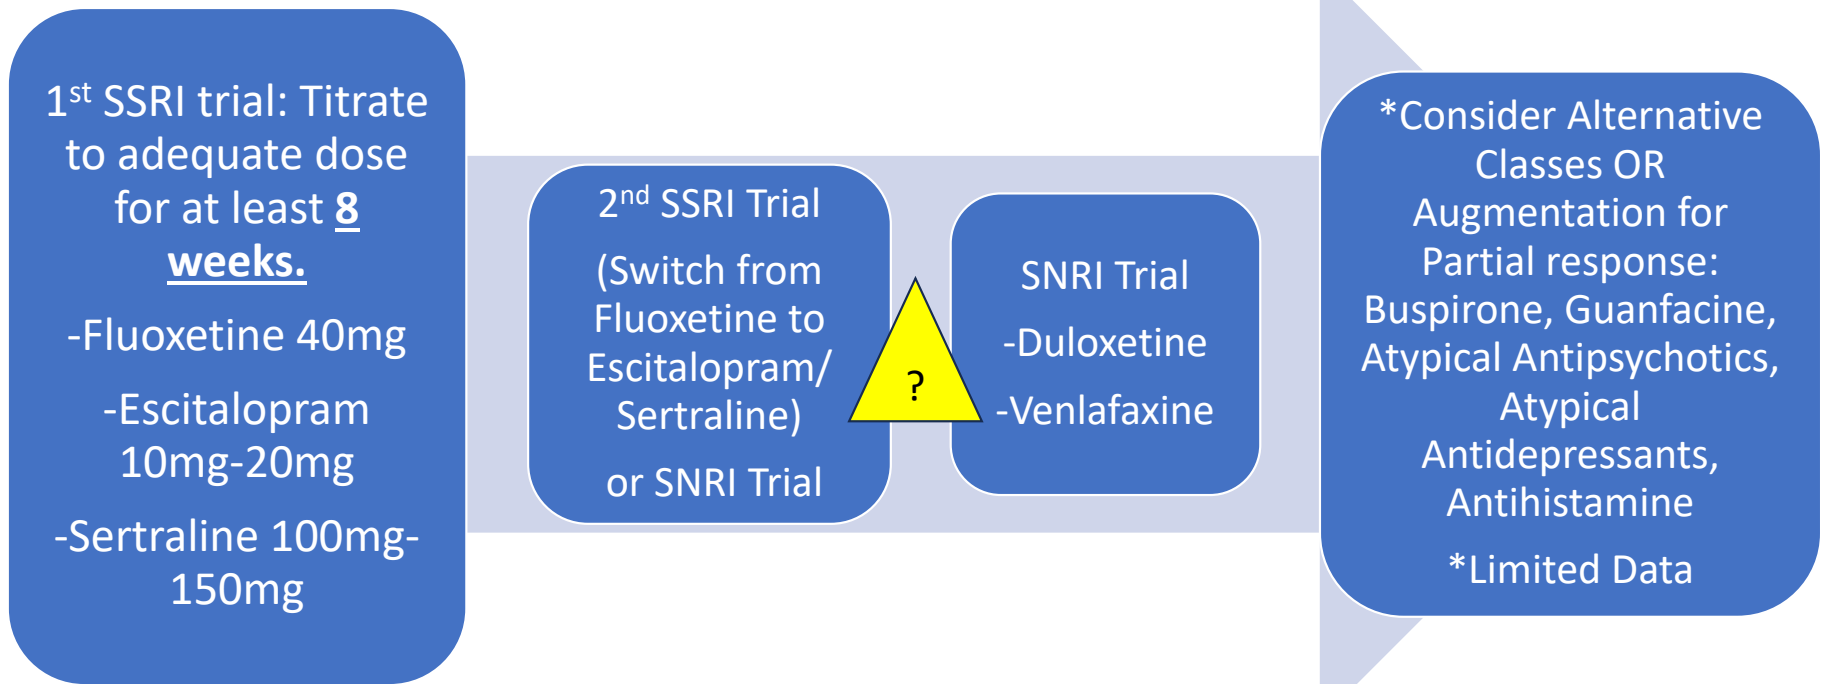 1st SSRI trial: Titrate
to adequate dose
for at least 8
weeks.
-Fluoxetine 40mg
-Escitalopram
10mg-20mg
-Sertraline 100mg-
150mg
2nd SSRI Trial
(Switch from
Fluoxetine to
Escitalopram/
Sertraline)
or SNRI Trial
?
SNRI Trial
-Duloxetine
-Venlafaxine
*Consider Alternative
Classes OR
Augmentation for
Partial response:
Buspirone, Guanfacine,
Atypical Antipsychotics,
Atypical
Antidepressants,
Antihistamine
*Limited Data